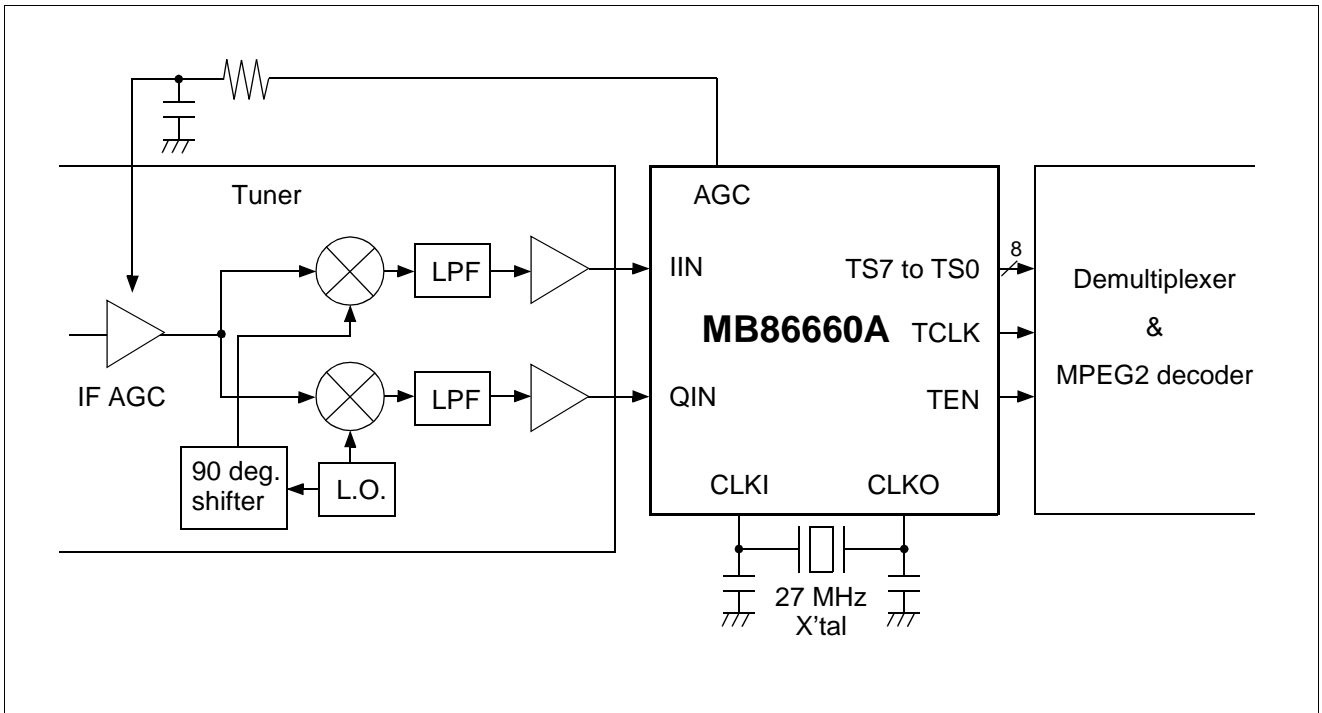 Tuner
AGC
IIN
TS7 to TS0
8
LPF
Demultiplexer
&
MPEG2 decoder
MB86660A
TCLK
IF AGC
LPF
QIN
TEN
90 deg.
shifter
L.O.
CLKI
CLKO
27 MHz
X'tal